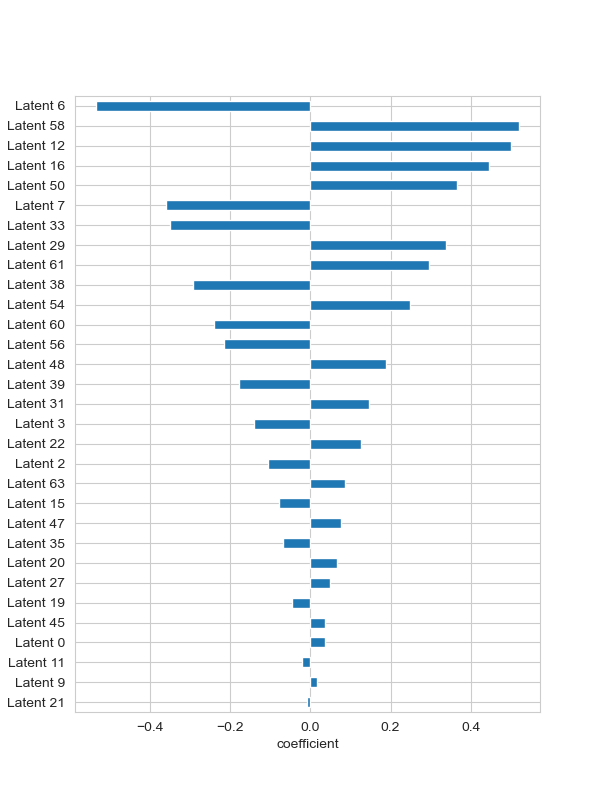 Latent 6
Latent 58
Latent 12
Latent 16
Latent 50
Latent 7
Latent 33
Latent 29
Latent 61
Latent 38
Latent 54
Latent 60
Latent 56
Latent 48
Latent 39
Latent 31
Latent 3
Latent 22
Latent 2
Latent 63
Latent 15
Latent 47
Latent 35
Latent 20
Latent 27
Latent 19
Latent 45
Latent 0
Latent 11
Latent 9
Latent 21
−0.4 −0.2 0.0 0.2 0.4
coefficient